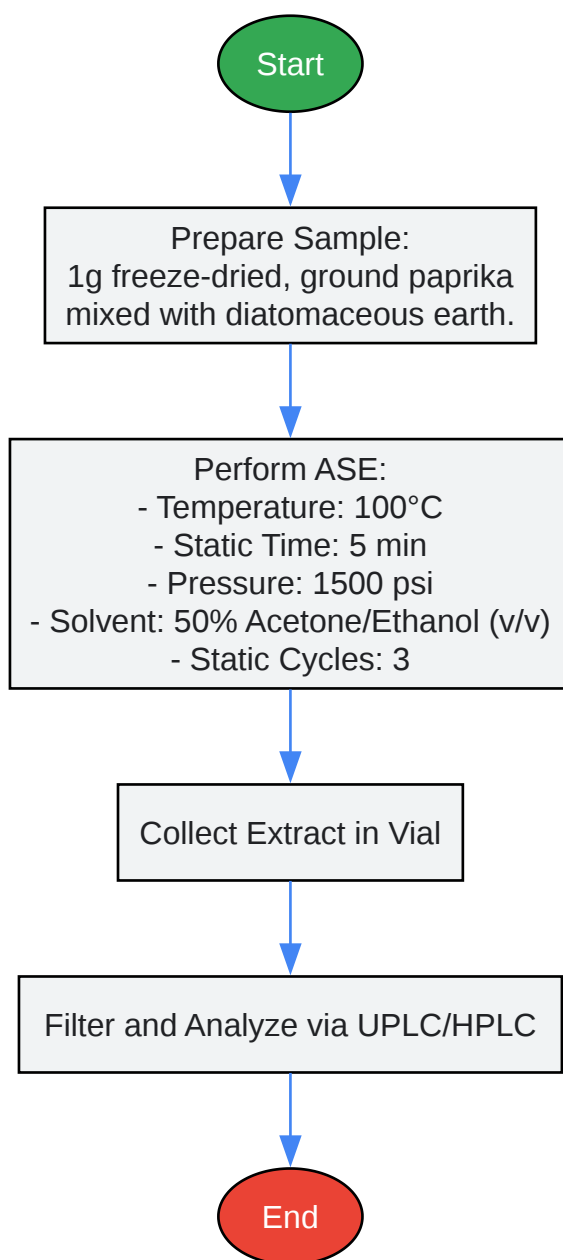 Start
Prepare Sample:
1g freeze-dried, ground paprika
mixed with diatomaceous earth.
Perform ASE:
- Temperature: 100°C
- Static Time: 5 min
- Pressure: 1500 psi
- Solvent: 50% Acetone/Ethanol (v/v)
- Static Cycles: 3
Collect Extract in Vial
Filter and Analyze via UPLC/HPLC
End